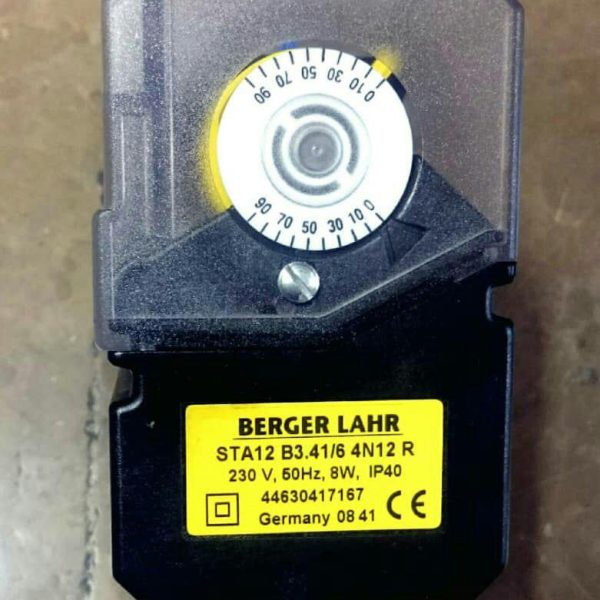 90 70 50 30 10 0
90 70 50 30 10 0
BERGER LAHR
STA12 B3.41/6 4N12 R
230 V, 50Hz, 8W, IP40
44630417167
Germany 08 41 CE